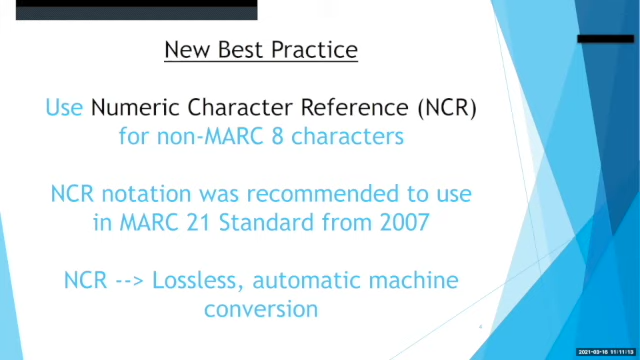 New Best Practice
Use Numeric Character Reference (NCR)
for non-MARC 8 characters
NCR notation was recommended to use
in MARC 21 Standard from 2007
NCR --> Lossless, automatic machine
conversion
4
2021-03-16 11:11:13